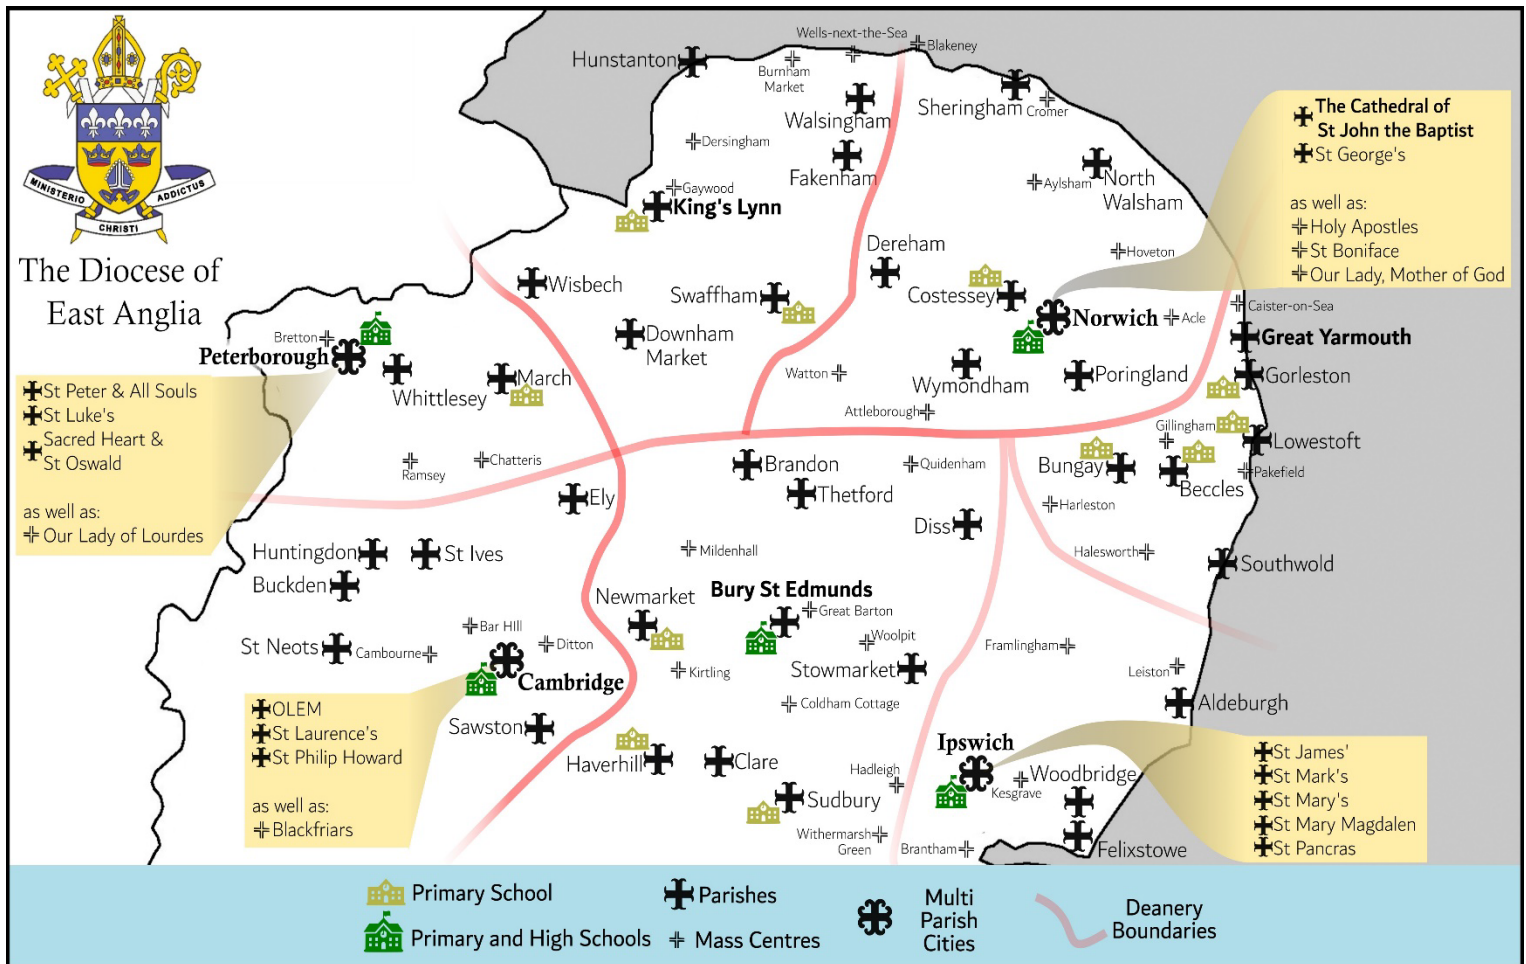 MINISTERIO
CHRISTI
ADDICTUS
The Diocese of
East Anglia
Hunstanton
Wells-next-the-Sea
Blakeney
Burnham
Market
Walsingham
Sheringham
Cromer
Dersingham
Fakenham
Aylsham
North
Walsham
Gaywood
King's Lynn
Dereham
Hoveton
Wisbech
Swaffham
Costessey
Norwich
Acle
Caister-on-Sea
Great Yarmouth
Downham
Market
Bretton
Peterborough
Whittlesey
March
Watton
Wymondham
Poringland
Gorleston
Attleborough
Gillingham
Lowestoft
Ramsey
Chatteris
Brandon
Quidenham
Bungay
Beccles
Pakefield
Ely
Thetford
Harleston
Diss
Huntingdon
St Ives
Mildenhall
Halesworth
Southwold
Buckden
Newmarket
Bury St Edmunds
Great Barton
Bar Hill
Woolpit
St Neots
Cambourne
Ditton
Framlingham
Cambridge
Kirtling
Stowmarket
Leiston
Coldham Cottage
Aldeburgh
Sawston
Ipswich
Haverhill
Clare
Hadleigh
Kesgrave
Woodbridge
Sudbury
Withermarsh
Green
Brantham
Felixstowe
The Cathedral of
St John the Baptist
St George's
as well as:
Holy Apostles
St Boniface
Our Lady, Mother of God
St Peter & All Souls
St Luke's
Sacred Heart &
St Oswald
as well as:
Our Lady of Lourdes
OLEM
St Laurence's
St Philip Howard
as well as:
Blackfriars
St James'
St Mark's
St Mary's
St Mary Magdalen
St Pancras
Primary School
Primary and High Schools
Parishes
Mass Centres
Multi
Parish
Cities
Deanery
Boundaries